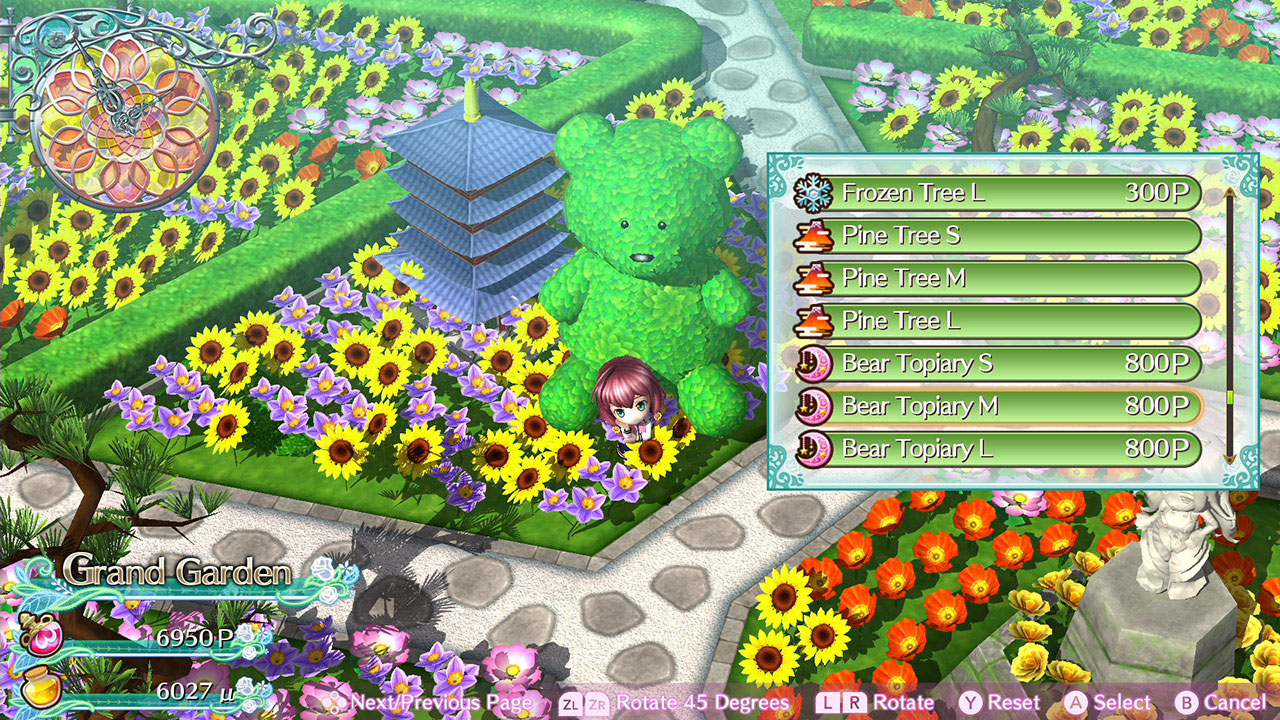 Frozen Tree L 300P
Pine Tree S
Pine Tree M
Pine Tree L
Bear Topiary S 800P
Bear Topiary M 800P
Bear Topiary L 800P
Grand Garden
6950 P
6027 μ
Next/Previous Page ZL ZR Rotate 45 Degrees L R Rotate Y Reset A Select B Cancel